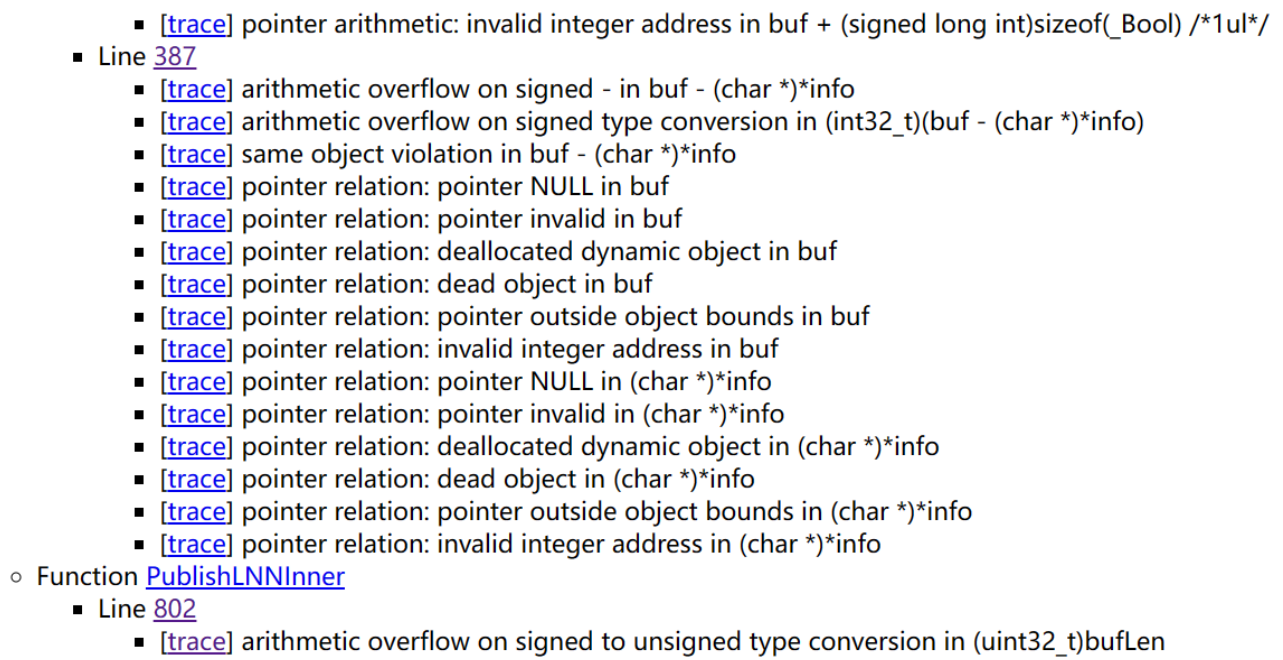 [trace] pointer arithmetic: invalid integer address in buf + (signed long int)sizeof(_Bool) /*1ul*/
Line 387
[trace] arithmetic overflow on signed - in buf - (char *)*info
[trace] arithmetic overflow on signed type conversion in (int32_t)(buf - (char *)*info)
[trace] same object violation in buf - (char *)*info
[trace] pointer relation: pointer NULL in buf
[trace] pointer relation: pointer invalid in buf
[trace] pointer relation: deallocated dynamic object in buf
[trace] pointer relation: dead object in buf
[trace] pointer relation: pointer outside object bounds in buf
[trace] pointer relation: invalid integer address in buf
[trace] pointer relation: pointer NULL in (char *)*info
[trace] pointer relation: pointer invalid in (char *)*info
[trace] pointer relation: deallocated dynamic object in (char *)*info
[trace] pointer relation: dead object in (char *)*info
[trace] pointer relation: pointer outside object bounds in (char *)*info
[trace] pointer relation: invalid integer address in (char *)*info
Function PublishLNNInner
Line 802
[trace] arithmetic overflow on signed to unsigned type conversion in (uint32_t)bufLen